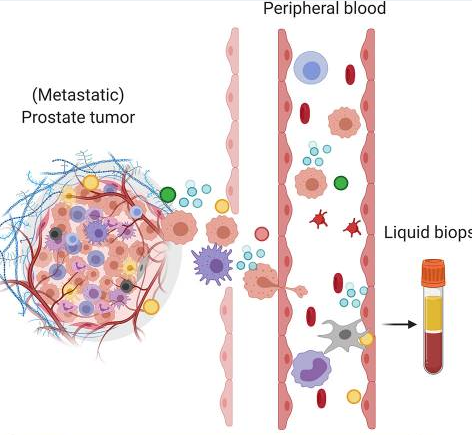 Peripheral blood
(Metastatic)
Prostate tumor
Liquid biops